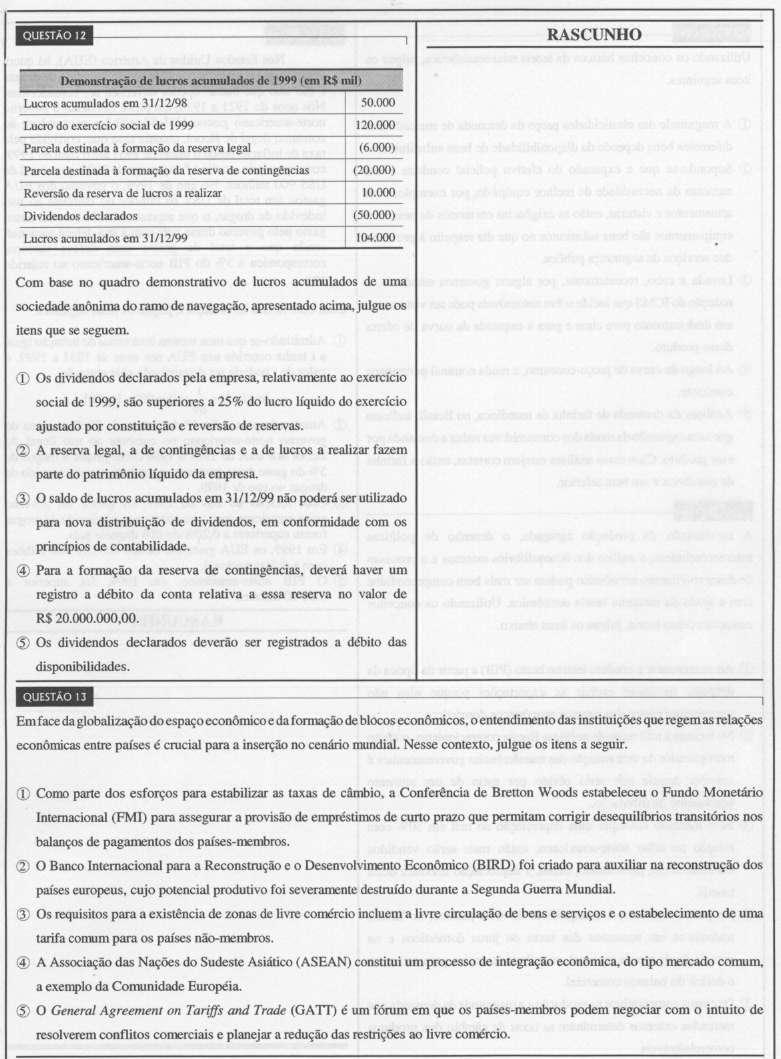 QUESTÃO 12
RASCUNHO
Demonstração de lucros acumulados de 1999 (em R$ mil)
Lucros acumulados em 31/12/98 50.000
Lucro do exercício social de 1999 120.000
Parcela destinada à formação da reserva legal (6.000)
Parcela destinada à formação da reserva de contingências (20.000)
Reversão da reserva de lucros a realizar 10.000
Dividendos declarados (50.000)
Lucros acumulados em 31/12/99 104.000
Com base no quadro demonstrativo de lucros acumulados de uma
sociedade anônima do ramo de navegação, apresentado acima, julgue os
itens que se seguem.
① Os dividendos declarados pela empresa, relativamente ao exercício
social de 1999, são superiores a 25% do lucro líquido do exercício
ajustado por constituição e reversão de reservas.
② A reserva legal, a de contingências e a de lucros a realizar fazem
parte do patrimônio líquido da empresa.
③ O saldo de lucros acumulados em 31/12/99 não poderá ser utilizado
para nova distribuição de dividendos, em conformidade com os
princípios de contabilidade.
④ Para a formação da reserva de contingências, deverá haver um
registro a débito da conta relativa a essa reserva no valor de
R$ 20.000.000,00.
⑤ Os dividendos declarados deverão ser registrados a débito das
disponibilidades.
QUESTÃO 13
Em face da globalização do espaço econômico e da formação de blocos econômicos, o entendimento das instituições que regem as relações
econômicas entre países é crucial para a inserção no cenário mundial. Nesse contexto, julgue os itens a seguir.
① Como parte dos esforços para estabilizar as taxas de câmbio, a Conferência de Bretton Woods estabeleceu o Fundo Monetário
Internacional (FMI) para assegurar a provisão de empréstimos de curto prazo que permitam corrigir desequilíbrios transitórios nos
balanços de pagamentos dos países-membros.
② O Banco Internacional para a Reconstrução e o Desenvolvimento Econômico (BIRD) foi criado para auxiliar na reconstrução dos
países europeus, cujo potencial produtivo foi severamente destruído durante a Segunda Guerra Mundial.
③ Os requisitos para a existência de zonas de livre comércio incluem a livre circulação de bens e serviços e o estabelecimento de uma
tarifa comum para os países não-membros.
④ A Associação das Nações do Sudeste Asiático (ASEAN) constitui um processo de integração econômica, do tipo mercado comum,
a exemplo da Comunidade Européia.
⑤ O General Agreement on Tariffs and Trade (GATT) é um fórum em que os países-membros podem negociar com o intuito de
resolverem conflitos comerciais e planejar a redução das restrições ao livre comércio.